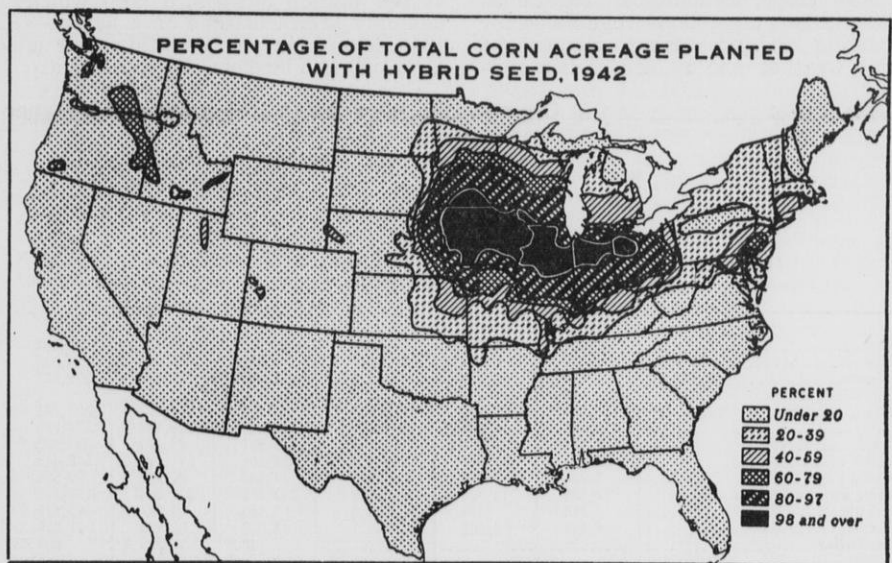 PERCENTAGE OF TOTAL CORN ACREAGE PLANTED
WITH HYBRID SEED, 1942
PERCENT
Under 20
20-39
40-59
60-79
80-97
98 and over